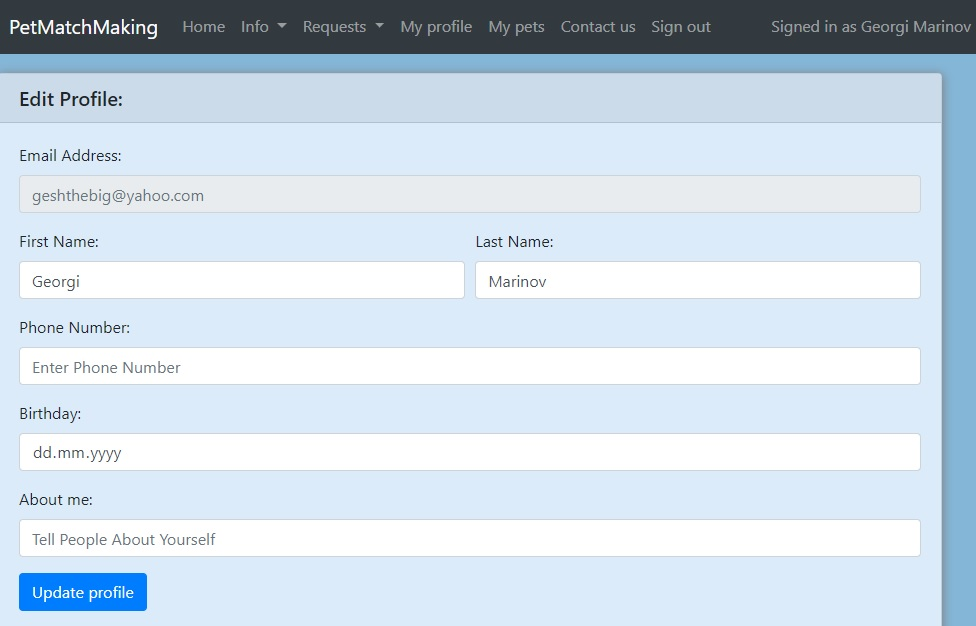 PetMatchMaking Home Info Requests My profile My pets Contact us Sign out Signed in as Georgi Marinov
Edit Profile:
Email Address:
geshthebig@yahoo.com
First Name: Last Name:
Georgi Marinov
Phone Number:
Enter Phone Number
Birthday:
dd.mm.yyyy
About me:
Tell People About Yourself
Update profile